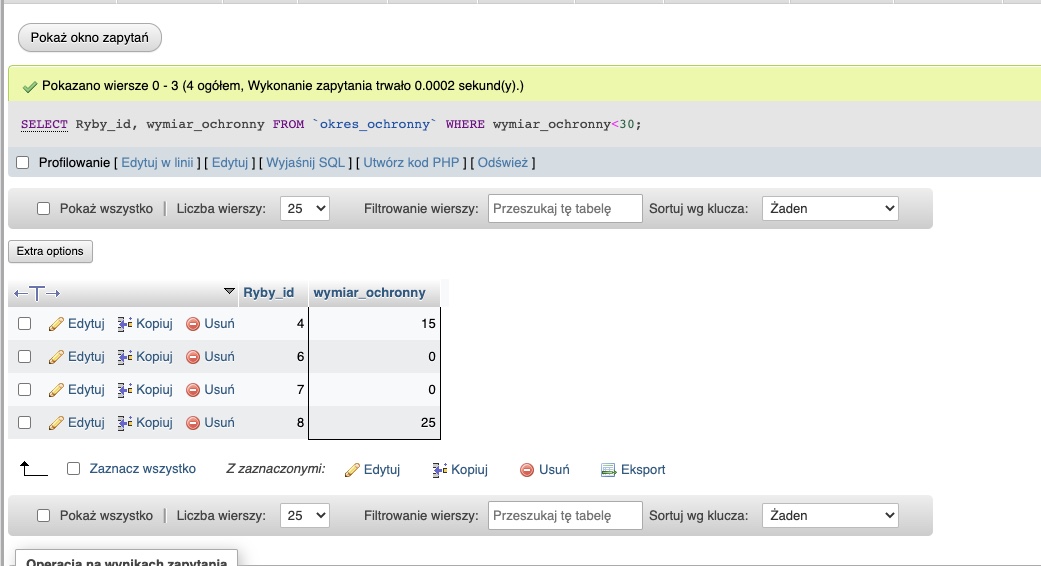 Pokaż okno zapytań
Pokazano wiersze 0 - 3 (4 ogółem, Wykonanie zapytania trwało 0.0002 sekund(y).)
SELECT Ryby_id, wymiar_ochronny FROM `okres_ochronny` WHERE wymiar_ochronny<30;
Profilowanie [ Edytuj w linii ] [ Edytuj ] [ Wyjaśnij SQL ] [ Utwórz kod PHP ] [ Odśwież ]
Pokaż wszystko | Liczba wierszy: 25 Filtrowanie wierszy: Przeszukaj tę tabelę Sortuj wg klucza: Żaden
Extra options
←T→ Ryby_id wymiar_ochronny
Edytuj Kopiuj Usuń 4 15
Edytuj Kopiuj Usuń 6 0
Edytuj Kopiuj Usuń 7 0
Edytuj Kopiuj Usuń 8 25
Zaznacz wszystko Z zaznaczonymi: Edytuj Kopiuj Usuń Eksport
Pokaż wszystko | Liczba wierszy: 25 Filtrowanie wierszy: Przeszukaj tę tabelę Sortuj wg klucza: Żaden
Operacja na wynikach zapytania